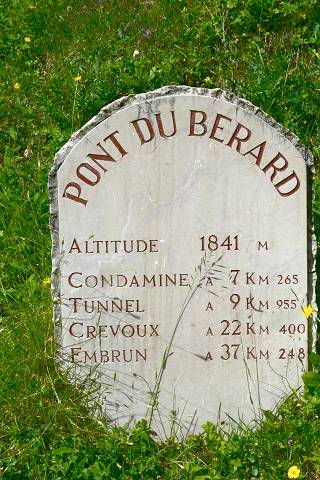 PONT DU BERARD
ALTITUDE 1841 M
CONDAMINE A 7 KM 265
TUNNEL A 9 KM 955
CREVOUX A 22 KM 400
EMBRUN A 37 KM 248